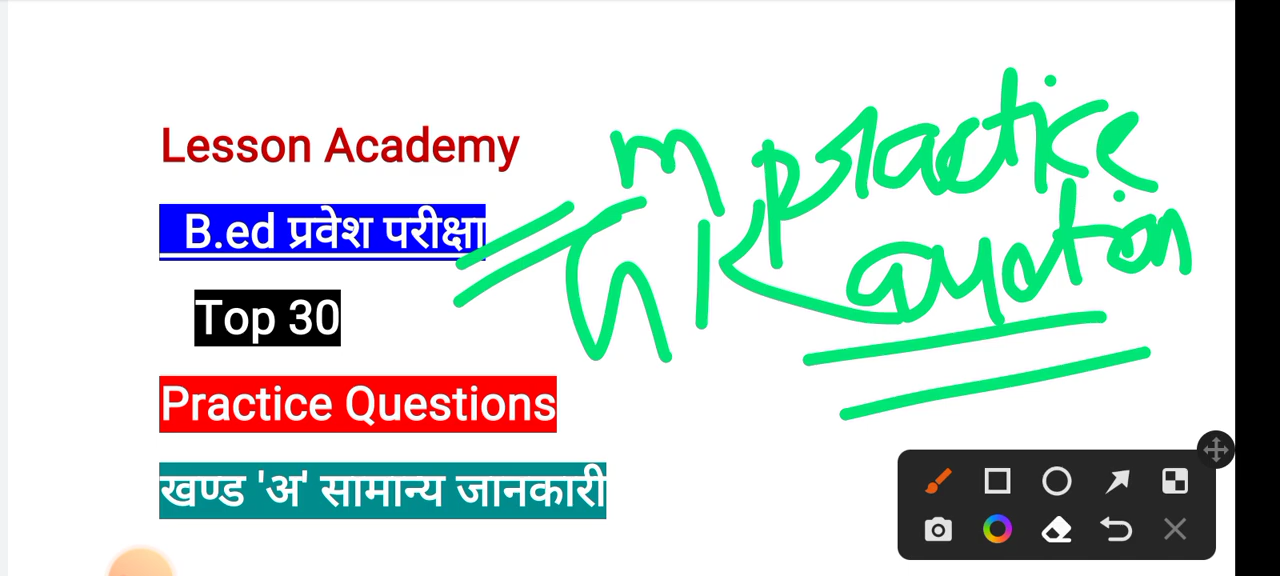 Lesson Academy
B.ed प्रवेश परीक्षा
Top 30
Practice Questions
खण्ड 'अ' सामान्य जानकारी
practice